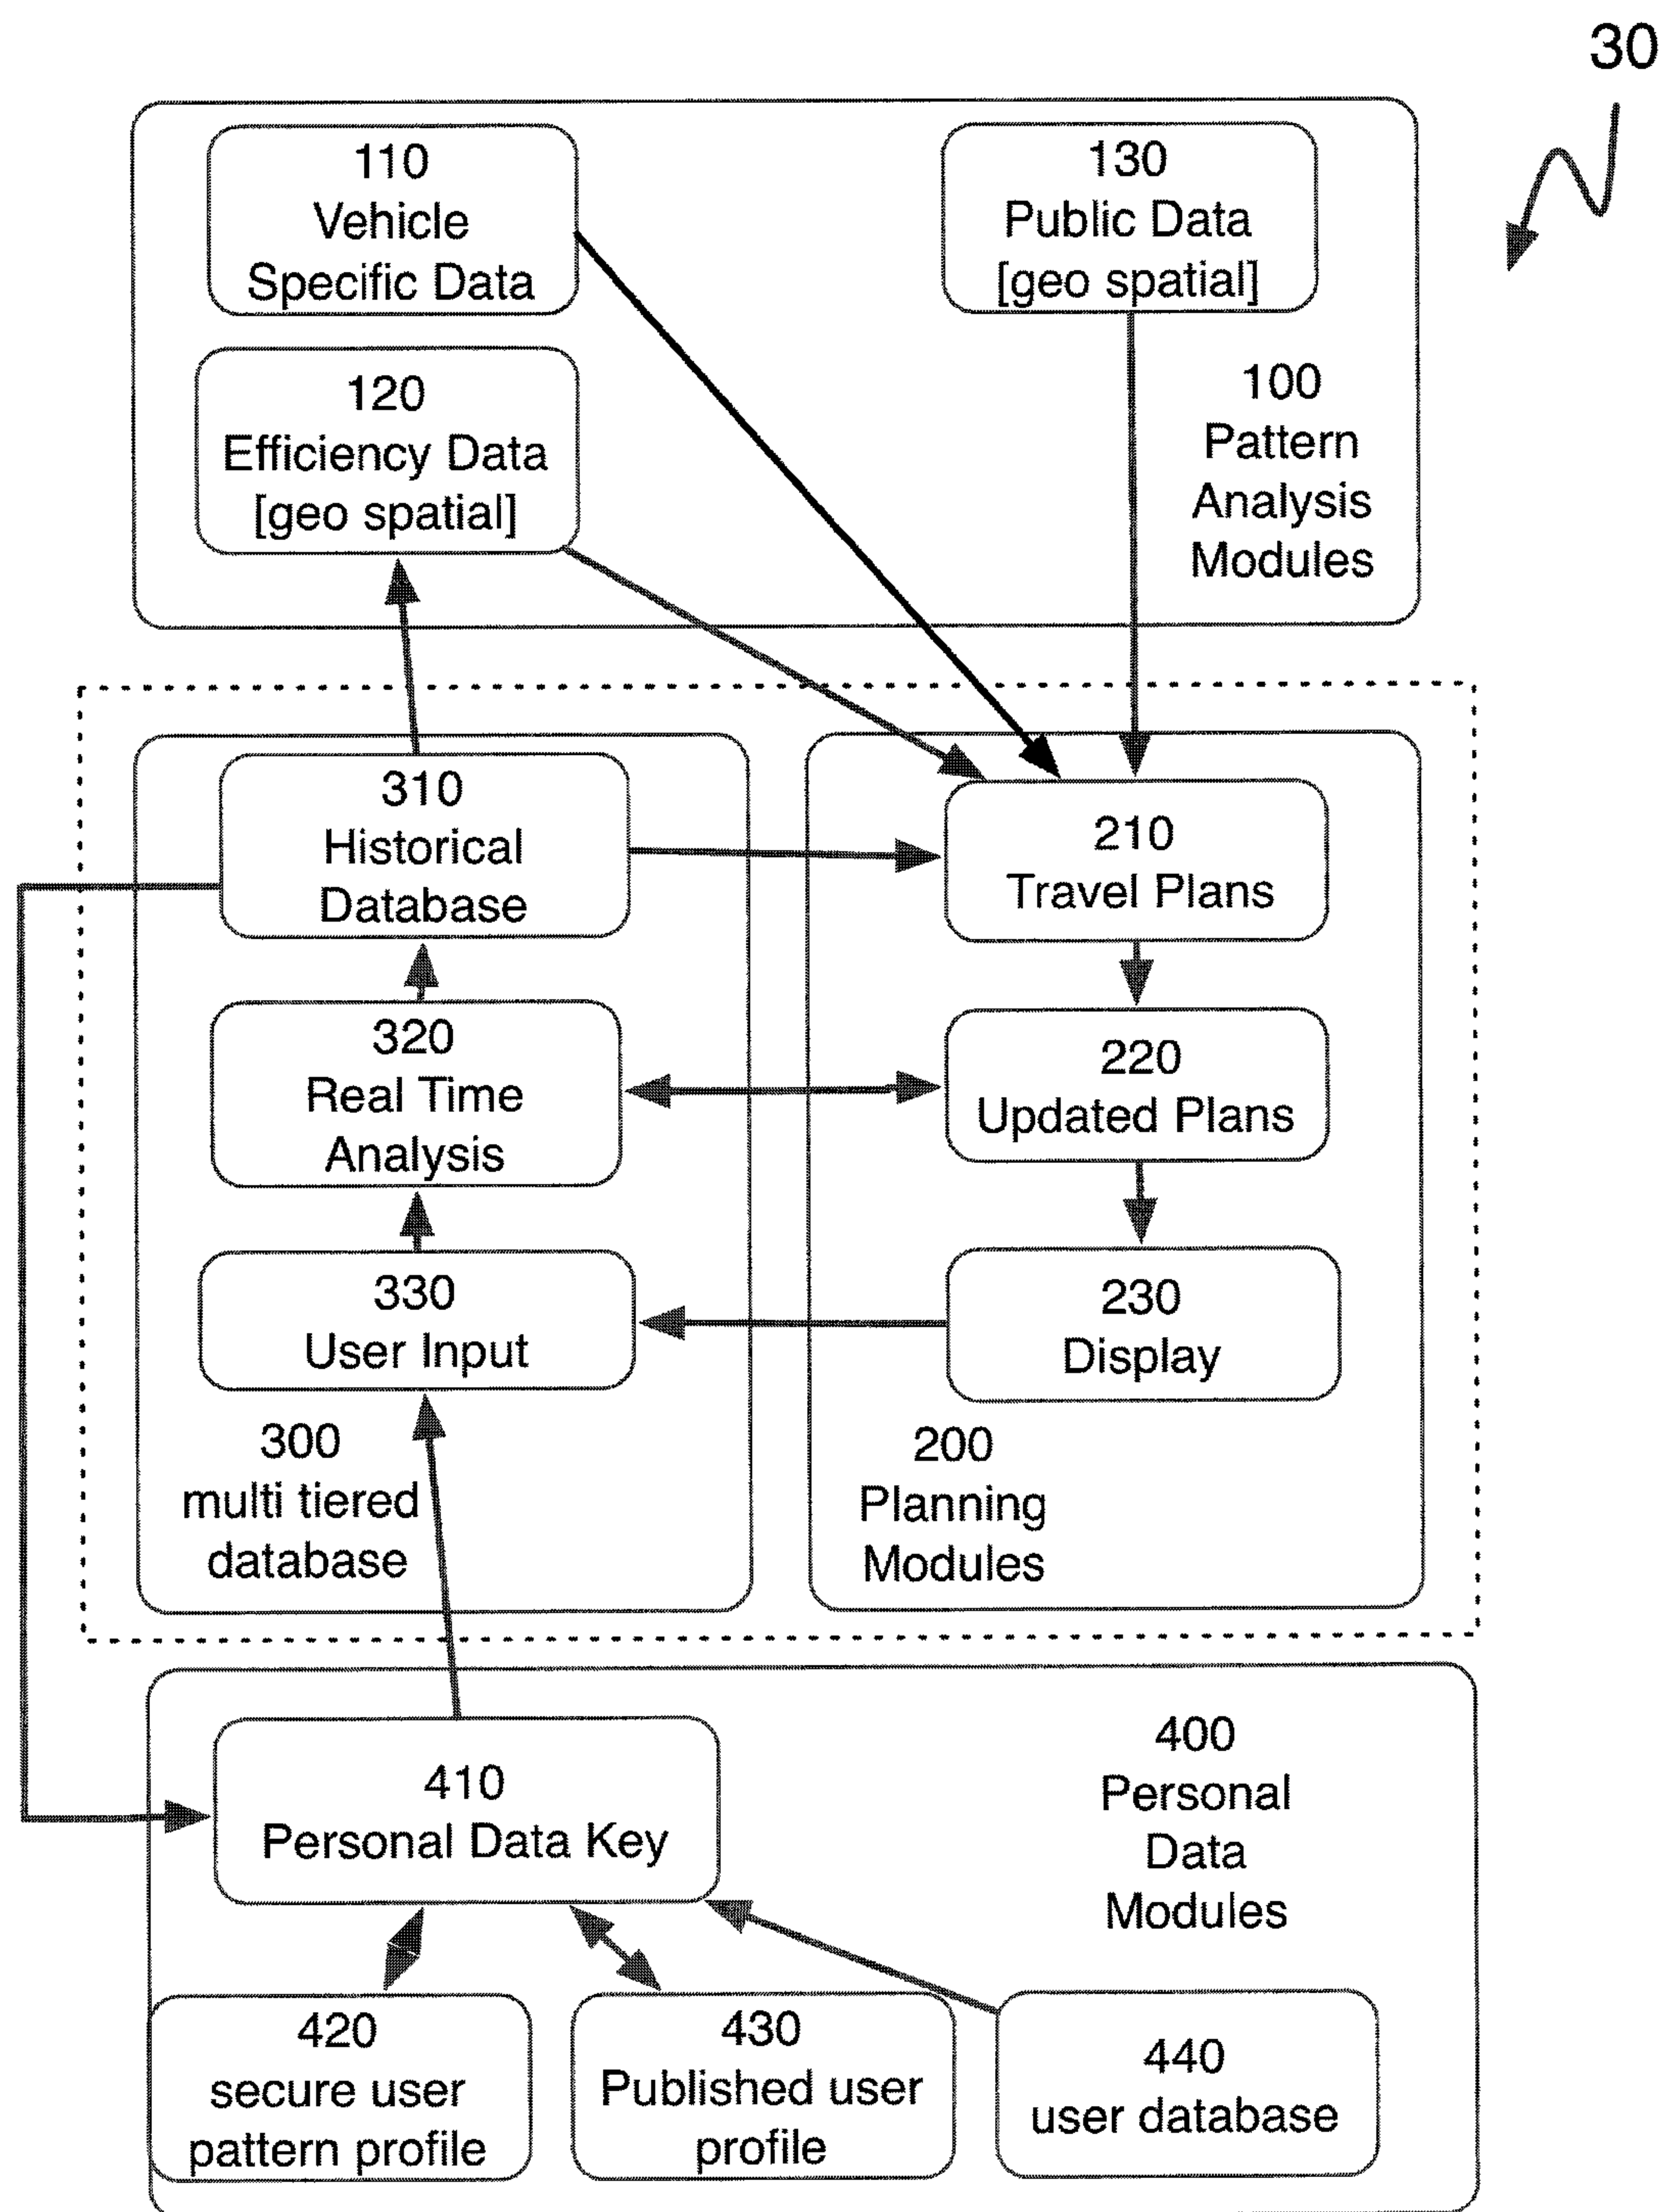 30
110
Vehicle
Specific Data
130
Public Data
[geo spatial]
120
Efficiency Data
[geo spatial]
100
Pattern
Analysis
Modules
310
Historical
Database
210
Travel Plans
320
Real Time
Analysis
220
Updated Plans
330
User Input
230
Display
300
multi tiered
database
200
Planning
Modules
410
Personal Data Key
400
Personal
Data
Modules
420
secure user
pattern profile
430
Published user
profile
440
user database